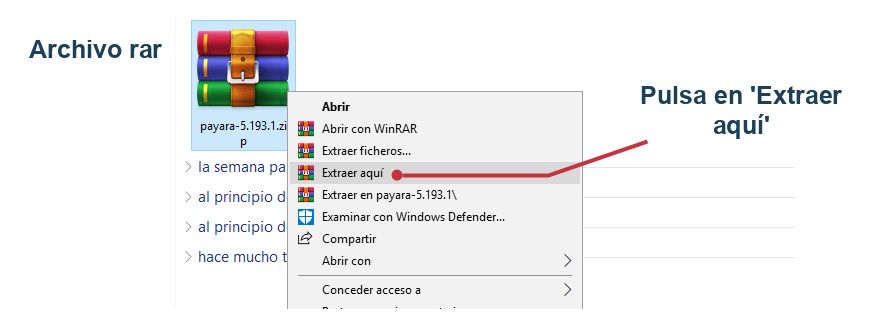 Archivo rar
payara-5.193.1.zi
p
la semana pa
al principio d
al principio d
hace mucho t
Abrir
Abrir con WinRAR
Extraer ficheros...
Extraer aquí
Extraer en payara-5.193.1\
Examinar con Windows Defender...
Compartir
Abrir con
Conceder acceso a
Pulsa en 'Extraer
aquí'